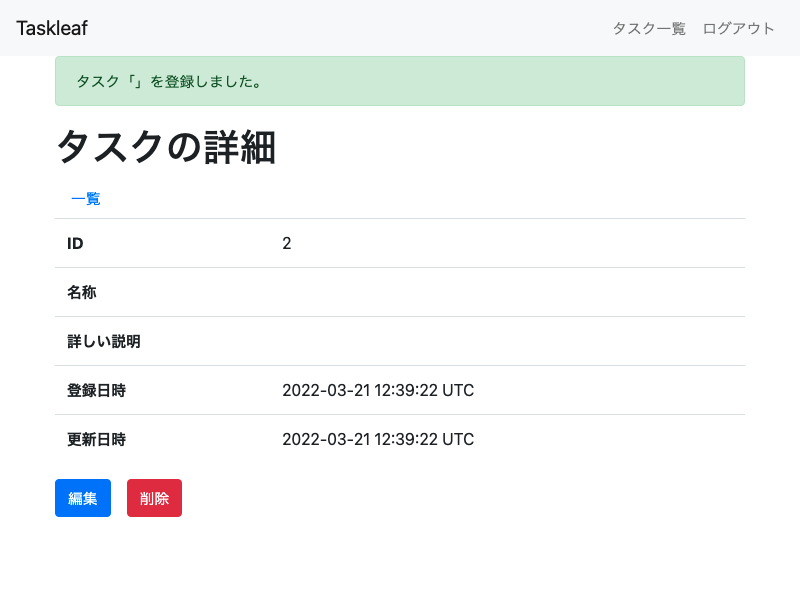 Taskleaf タスク一覧 ログアウト
タスク「」を登録しました。
タスクの詳細
一覧
ID 2
名称
詳しい説明
登録日時 2022-03-21 12:39:22 UTC
更新日時 2022-03-21 12:39:22 UTC
編集 削除